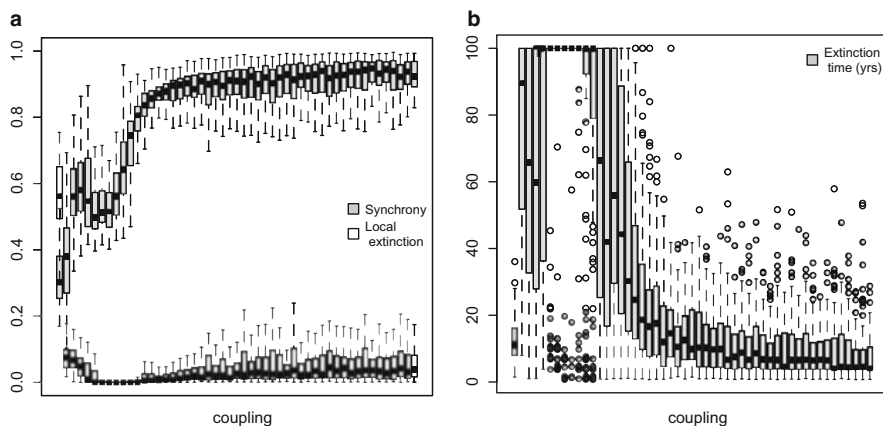 a
b
1.0
0.8
0.6
0.4
0.2
0.0
Synchrony
Local
extinction
coupling
100
80
60
40
20
0
Extinction
time (yrs)
coupling